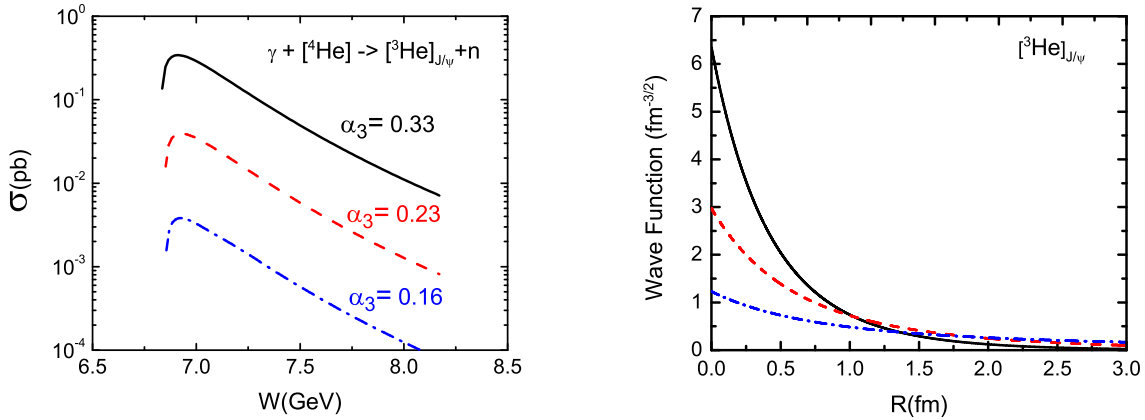 γ + [⁴He] -> [³He]J/ψ+n
α₃= 0.33
α₃= 0.23
α₃= 0.16
σ(pb)
10⁰
10⁻¹
10⁻²
10⁻³
10⁻⁴
6.5 7.0 7.5 8.0 8.5
W(GeV)
[³He]J/ψ
Wave Function (fm⁻³/²)
7
6
5
4
3
2
1
0
0.0 0.5 1.0 1.5 2.0 2.5 3.0
R(fm)